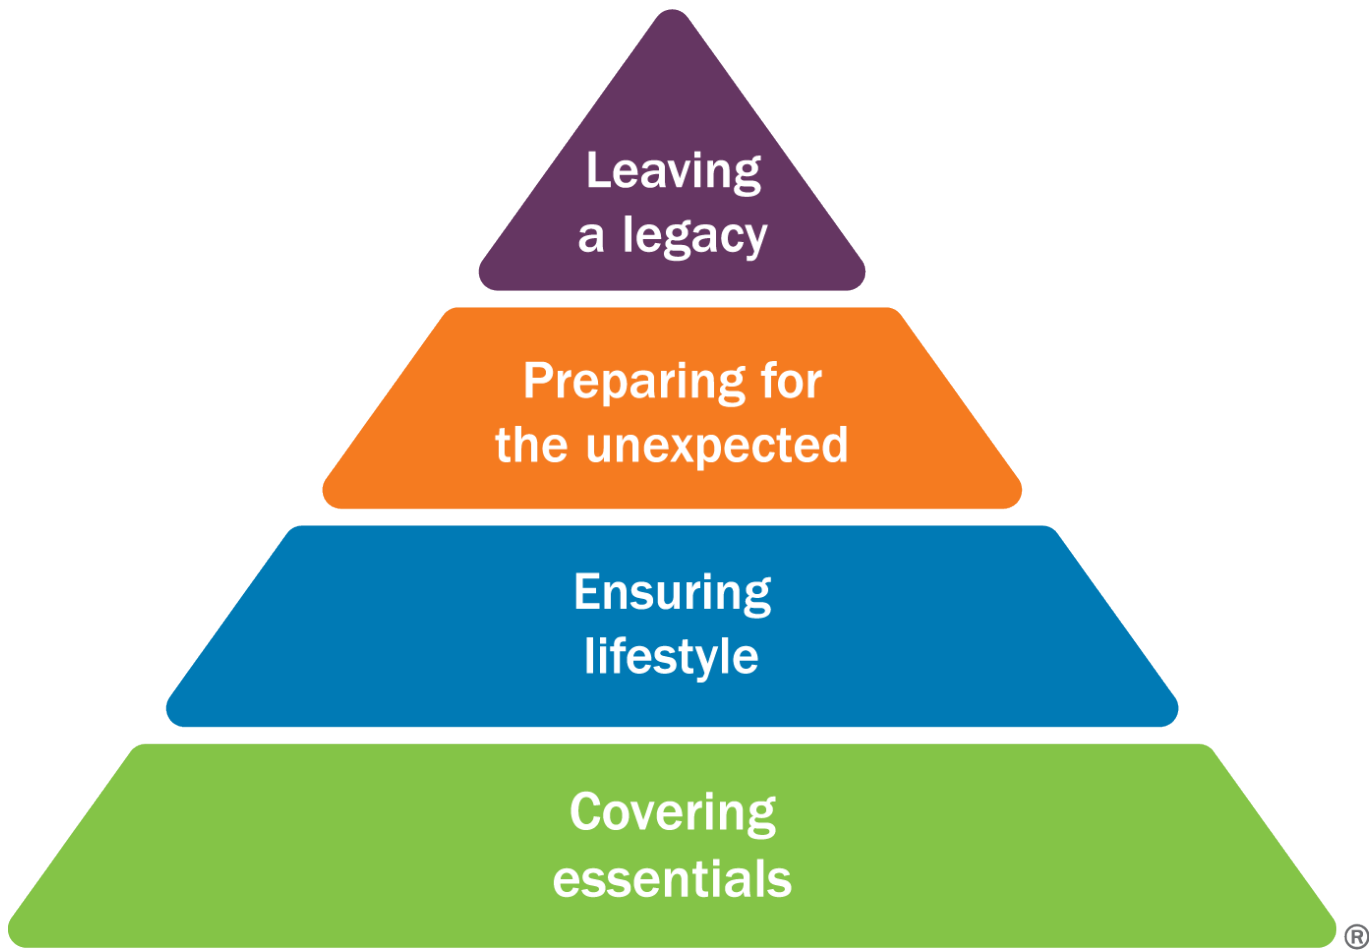 Leaving
a legacy
Preparing for
the unexpected
Ensuring
lifestyle
Covering
essentials
®